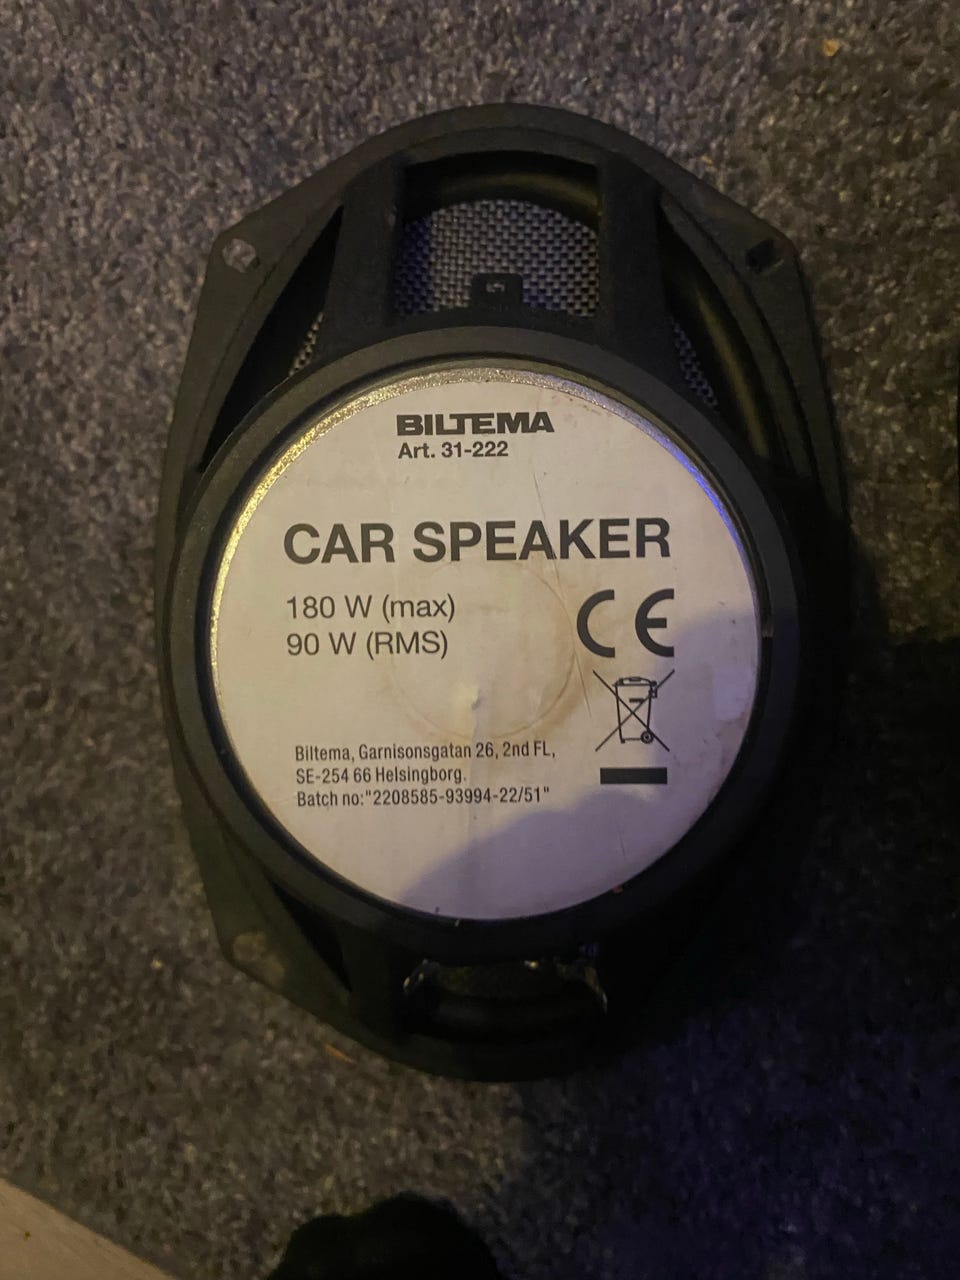 BILTEMA
Art. 31-222
CAR SPEAKER
180 W (max)
90 W (RMS)
CE
Biltema, Garnisonsgatan 26, 2nd FL,
SE-254 66 Helsingborg.
Batch no:"2208585-93994-22/51"